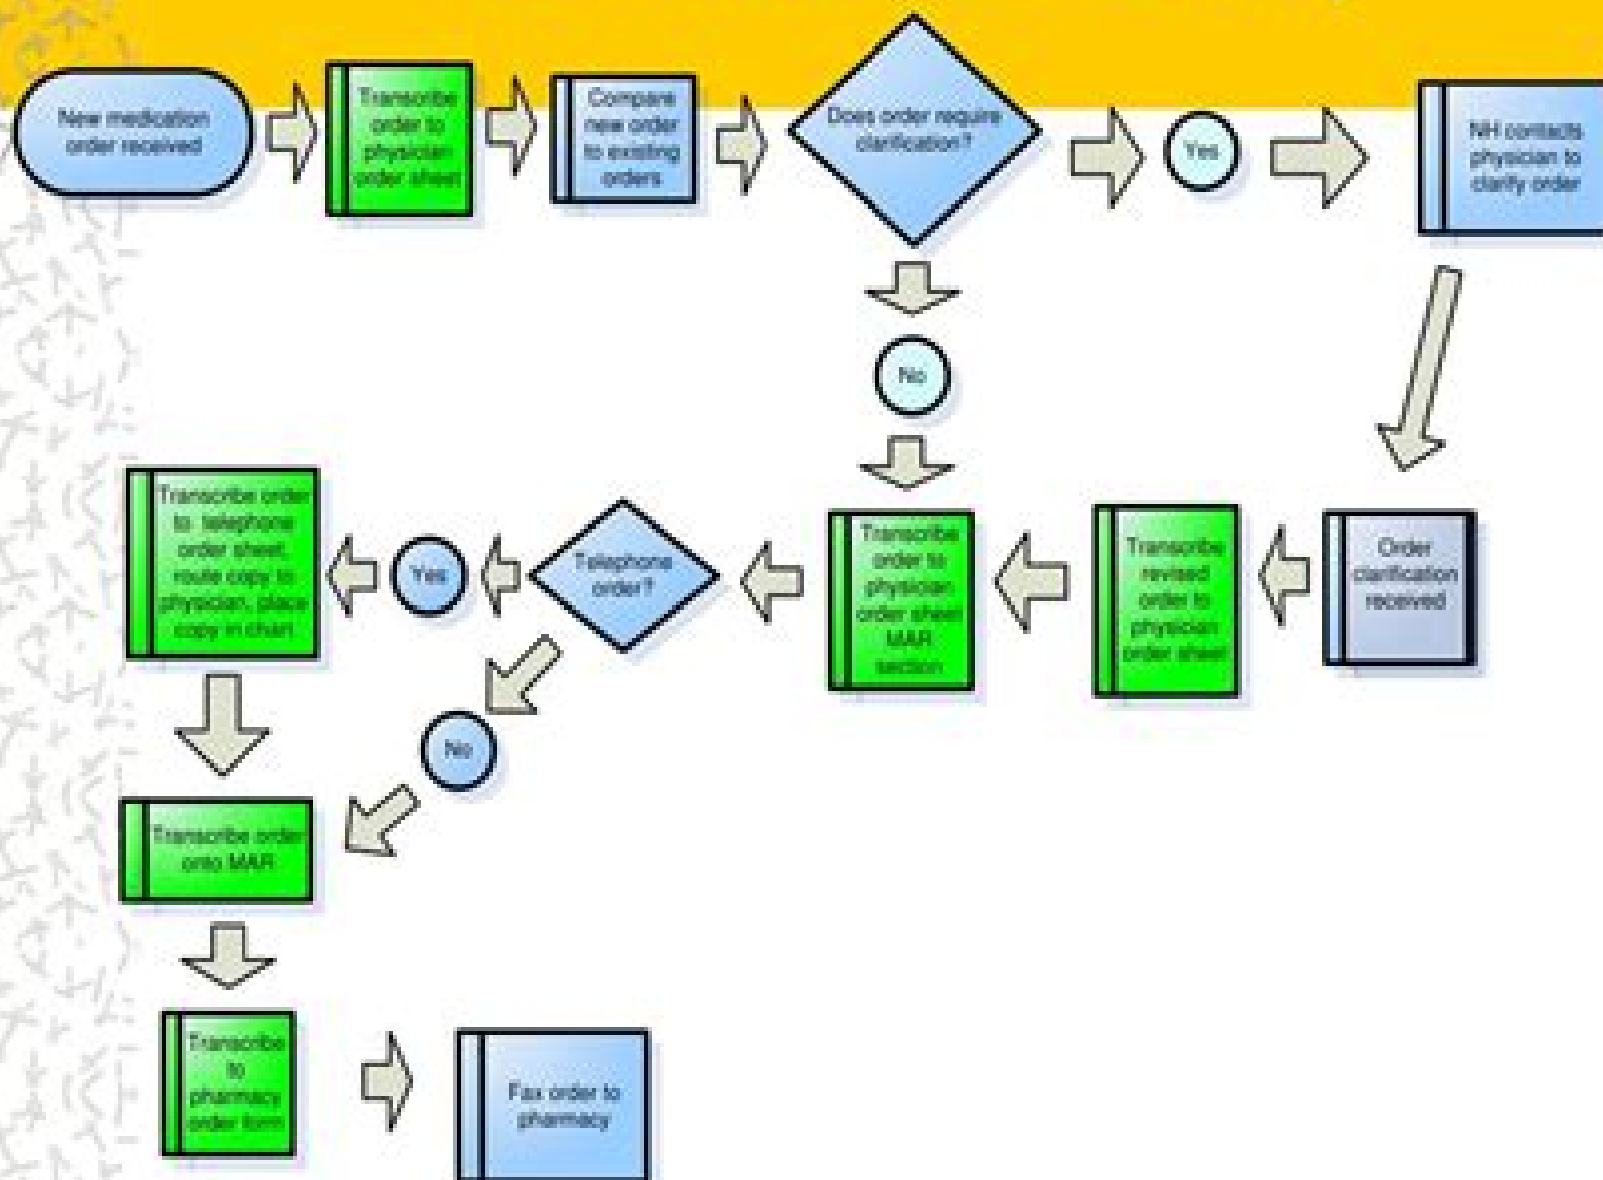 New medication
order received
Transcribe
order to
physician
order sheet
Compare
new order
to existing
orders
Does order require
clarification?
Yes
NH contacts
physician to
clarify order
No
Transcribe order
to telephone
order sheet,
route copy to
physician, place
copy in chart
Yes
Telephone
order?
Transcribe
order to
physician
order sheet
MAR
section
Transcribe
revised
order to
physician
order sheet
Order
clarification
received
No
Transcribe order
onto MAR
Transcribe
to
pharmacy
order form
Fax order to
pharmacy